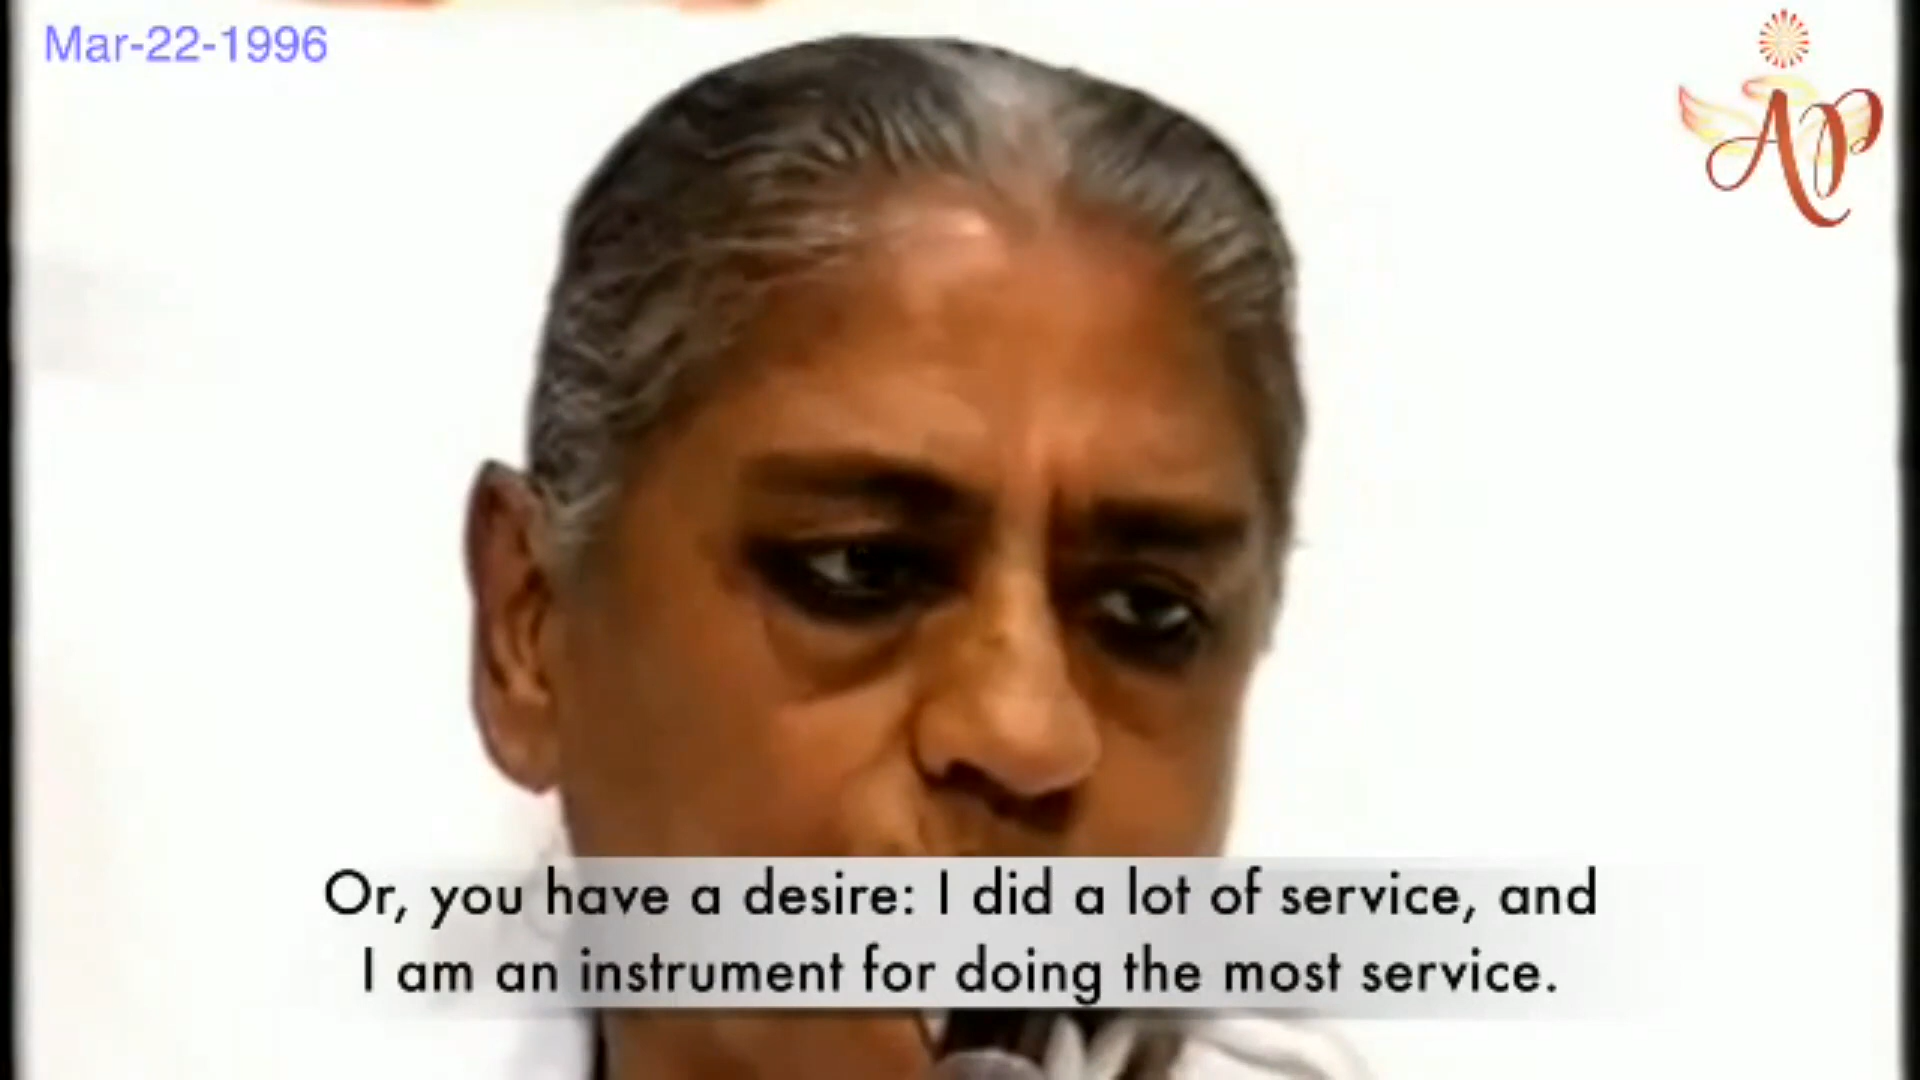 Mar-22-1996
AP
Or, you have a desire: I did a lot of service, and
I am an instrument for doing the most service.